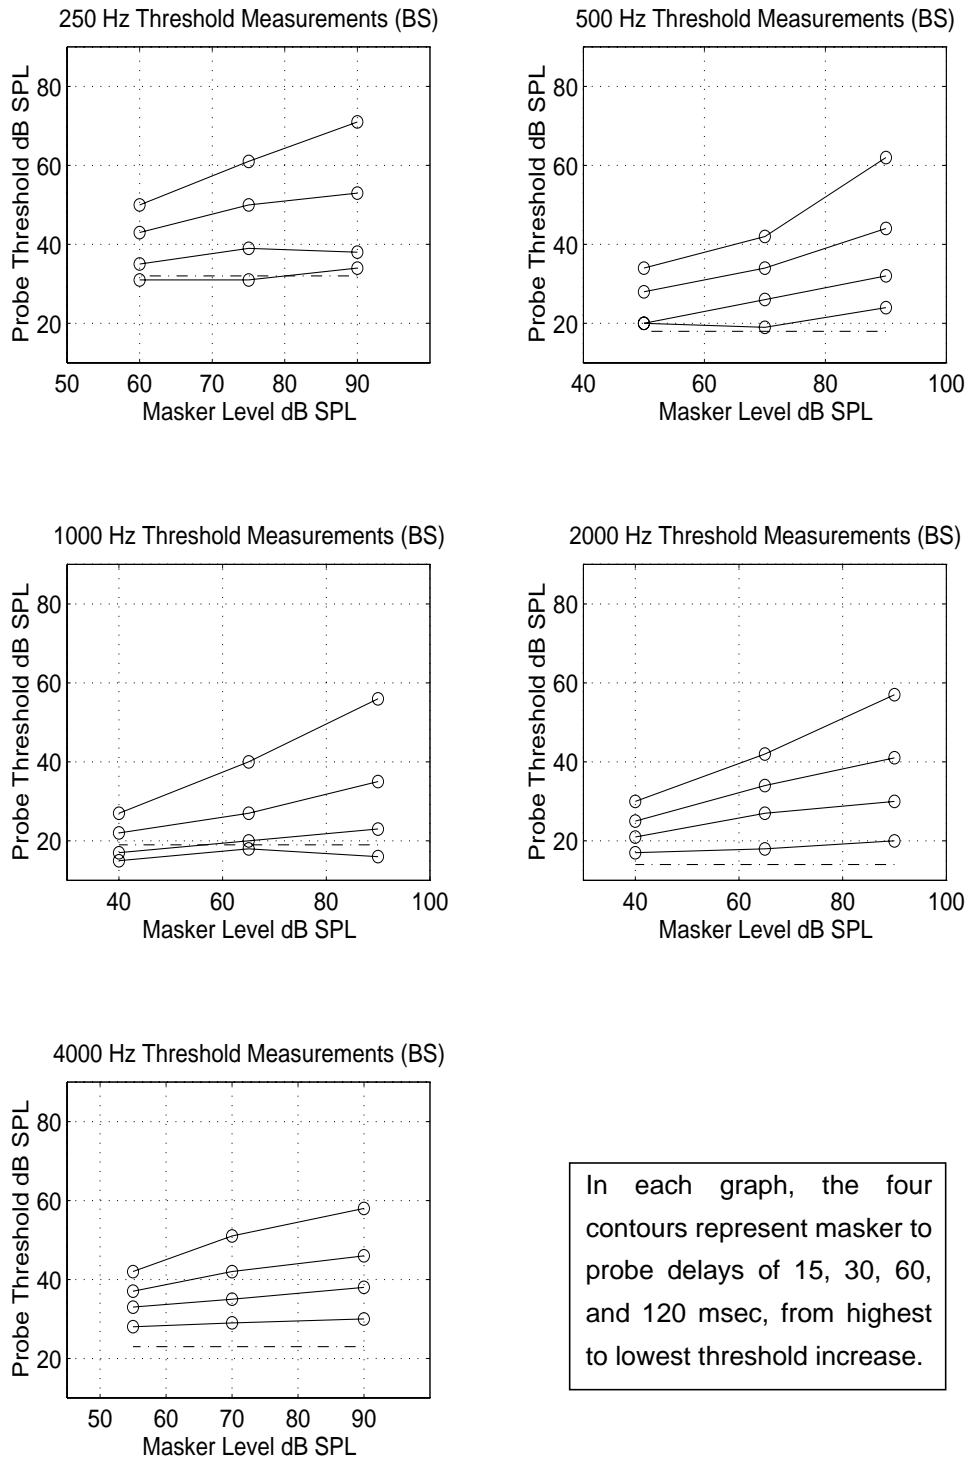 250 Hz Threshold Measurements (BS)
Probe Threshold dB SPL
80
60
40
20
50 60 70 80 90
Masker Level dB SPL
500 Hz Threshold Measurements (BS)
Probe Threshold dB SPL
80
60
40
20
40 60 80 100
Masker Level dB SPL
1000 Hz Threshold Measurements (BS)
Probe Threshold dB SPL
80
60
40
20
40 60 80 100
Masker Level dB SPL
2000 Hz Threshold Measurements (BS)
Probe Threshold dB SPL
80
60
40
20
40 60 80 100
Masker Level dB SPL
4000 Hz Threshold Measurements (BS)
Probe Threshold dB SPL
80
60
40
20
50 60 70 80 90
Masker Level dB SPL
In each graph, the four
contours represent masker to
probe delays of 15, 30, 60,
and 120 msec, from highest
to lowest threshold increase.